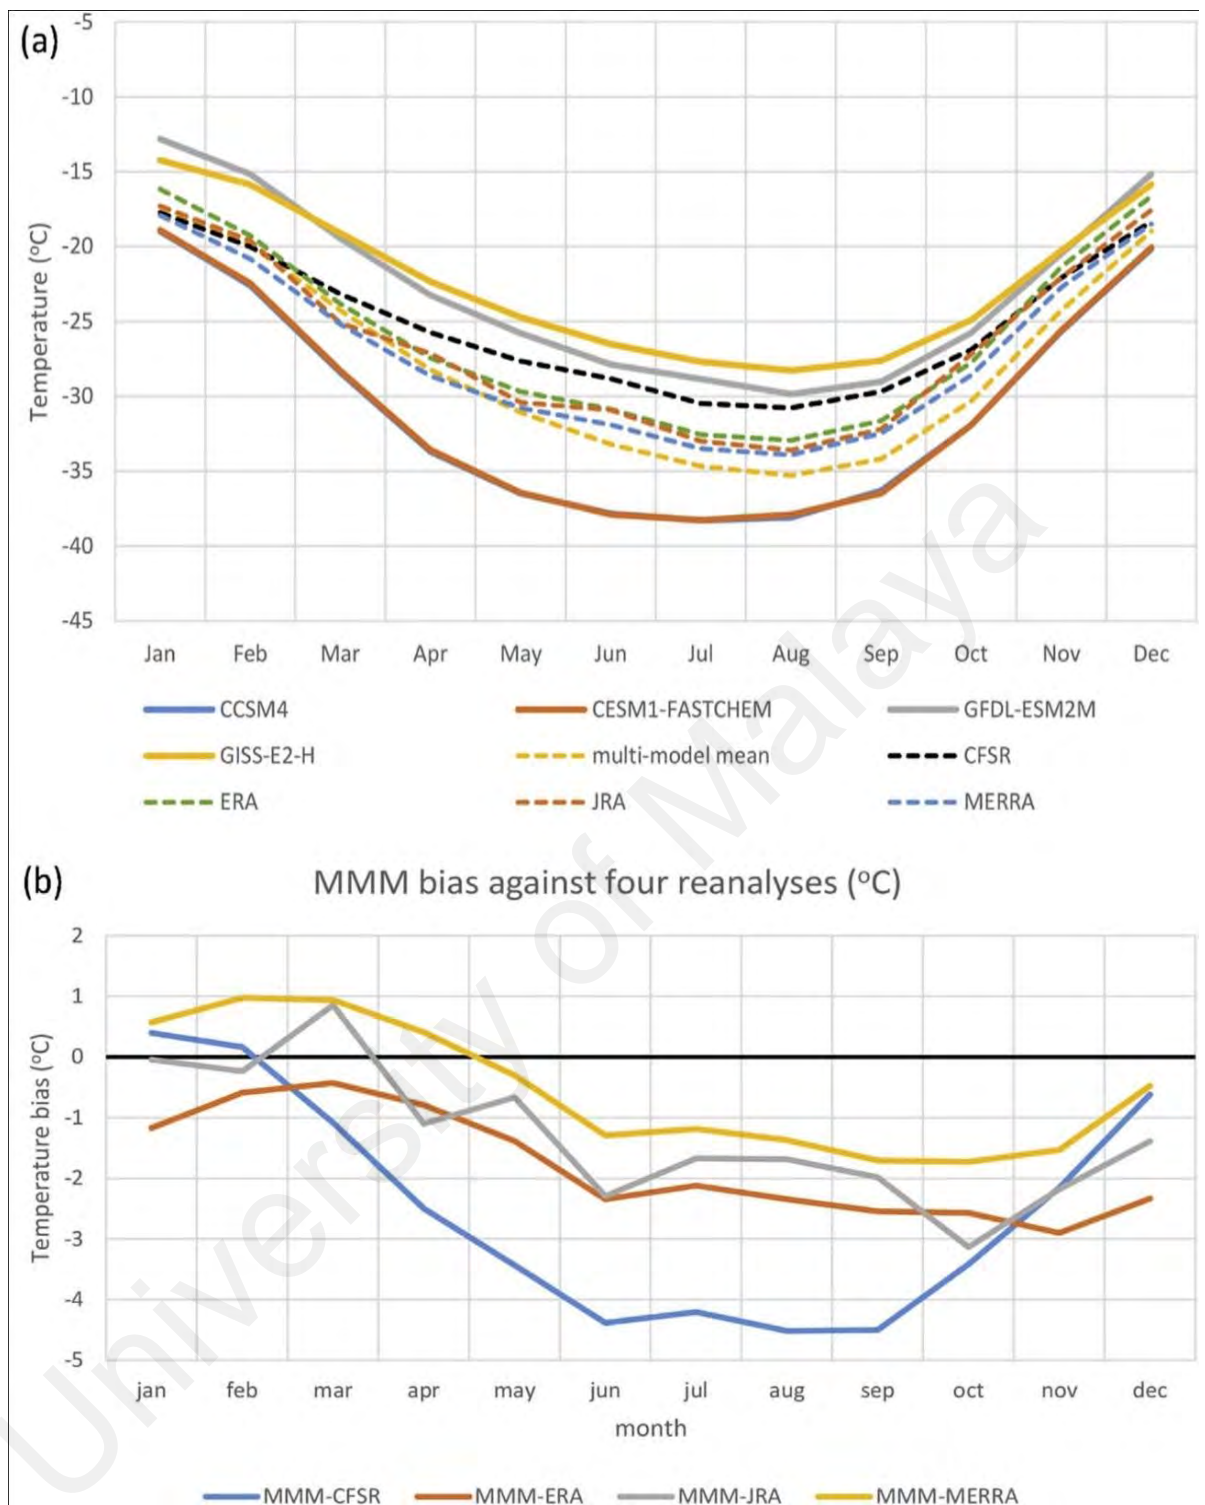 (a)
-5
-10
-15
-20
-25
-30
-35
-40
-45
Temperature (°C)
Jan Feb Mar Apr May Jun Jul Aug Sep Oct Nov Dec
CCSM4 CESM1-FASTCHEM GFDL-ESM2M
GISS-E2-H multi-model mean CFSR
ERA JRA MERRA
(b) MMM bias against four reanalyses (°C)
2
1
0
-1
-2
-3
-4
-5
Temperature bias (°C)
jan feb mar apr may jun jul aug sep oct nov dec
month
MMM-CFSR MMM-ERA MMM-JRA MMM-MERRA
University of Malaya